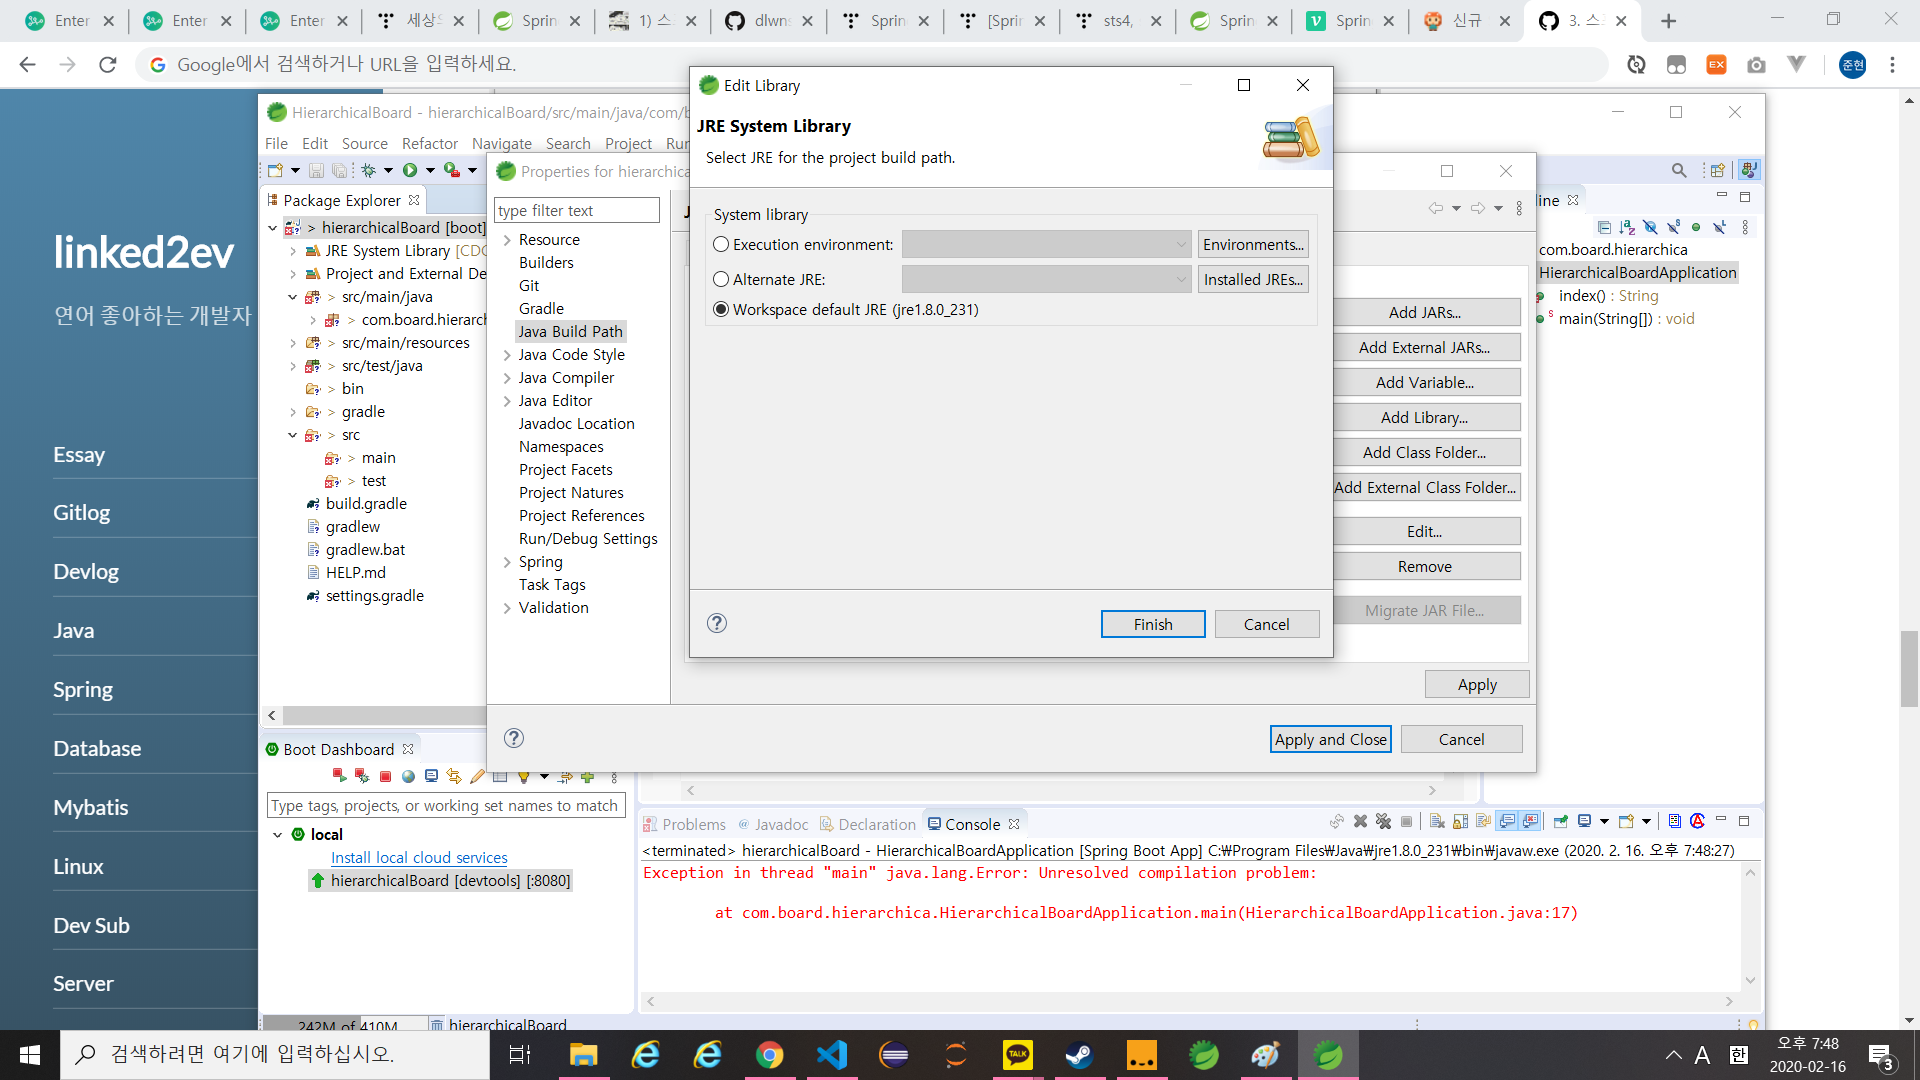 Enter
Enter
Enter
세상의
Sprin
1) 스
dlwns
Sprin
[Sprin
sts4,
Sprin
Sprin
신규
3. 스
Google에서 검색하거나 URL을 입력하세요.
EX
준현
linked2ev
연어 좋아하는 개발자
Essay
Gitlog
Devlog
Java
Spring
Database
Mybatis
Linux
Dev Sub
Server
HierarchicalBoard - hierarchicalBoard/src/main/java/com/b
File Edit Source Refactor Navigate Search Project Run
Package Explorer
> hierarchicalBoard [boot]
JRE System Library [CDC
Project and External De
> src/main/java
> com.board.hierarch
> src/main/resources
> src/test/java
> bin
> gradle
> src
> main
> test
build.gradle
gradlew
gradlew.bat
HELP.md
settings.gradle
Boot Dashboard
Type tags, projects, or working set names to match
local
Install local cloud services
hierarchicalBoard [devtools] [:8080]
242M of 410M
hierarchicalBoard
Properties for hierarchica
type filter text
Resource
Builders
Git
Gradle
Java Build Path
Java Code Style
Java Compiler
Java Editor
Javadoc Location
Namespaces
Project Facets
Project Natures
Project References
Run/Debug Settings
Spring
Task Tags
Validation
Add JARs...
Add External JARs...
Add Variable...
Add Library...
Add Class Folder...
Add External Class Folder...
Edit...
Remove
Migrate JAR File...
Apply
Apply and Close
Cancel
Edit Library
JRE System Library
Select JRE for the project build path.
System library
Execution environment:
Environments...
Alternate JRE:
Installed JREs...
Workspace default JRE (jre1.8.0_231)
Finish
Cancel
line
com.board.hierarchica
HierarchicalBoardApplication
index() : String
main(String[]) : void
Problems
@ Javadoc
Declaration
Console
<terminated> hierarchicalBoard - HierarchicalBoardApplication [Spring Boot App] C:₩Program Files₩Java₩jre1.8.0_231₩bin₩javaw.exe (2020. 2. 16. 오후 7:48:27)
Exception in thread "main" java.lang.Error: Unresolved compilation problem:
at com.board.hierarchica.HierarchicalBoardApplication.main(HierarchicalBoardApplication.java:17)
검색하려면 여기에 입력하십시오.
TALK
A
한
오후 7:48
2020-02-16
3